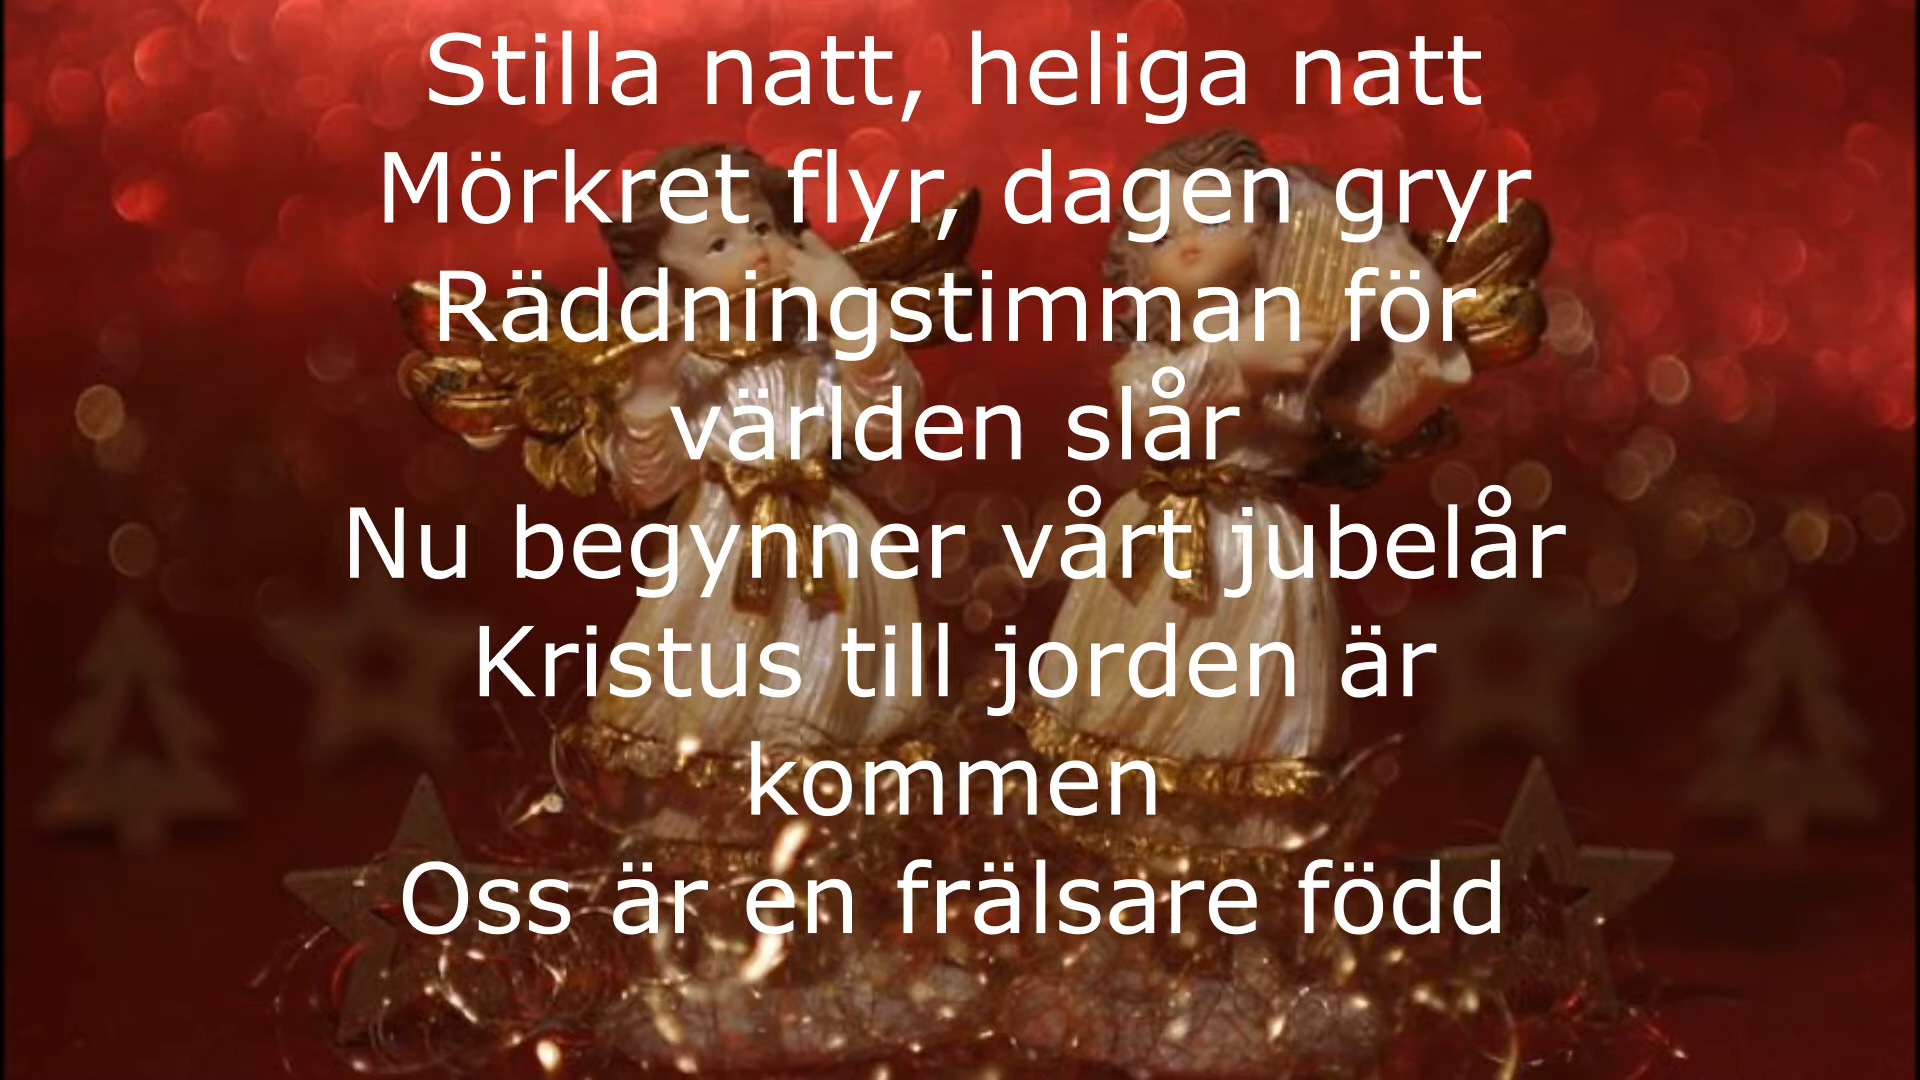 Stilla natt, heliga natt
Mörkret flyr, dagen gryr
Räddningstimman för
världen slår
Nu begynner vårt jubelår
Kristus till jorden är
kommen
Oss är en frälsare född